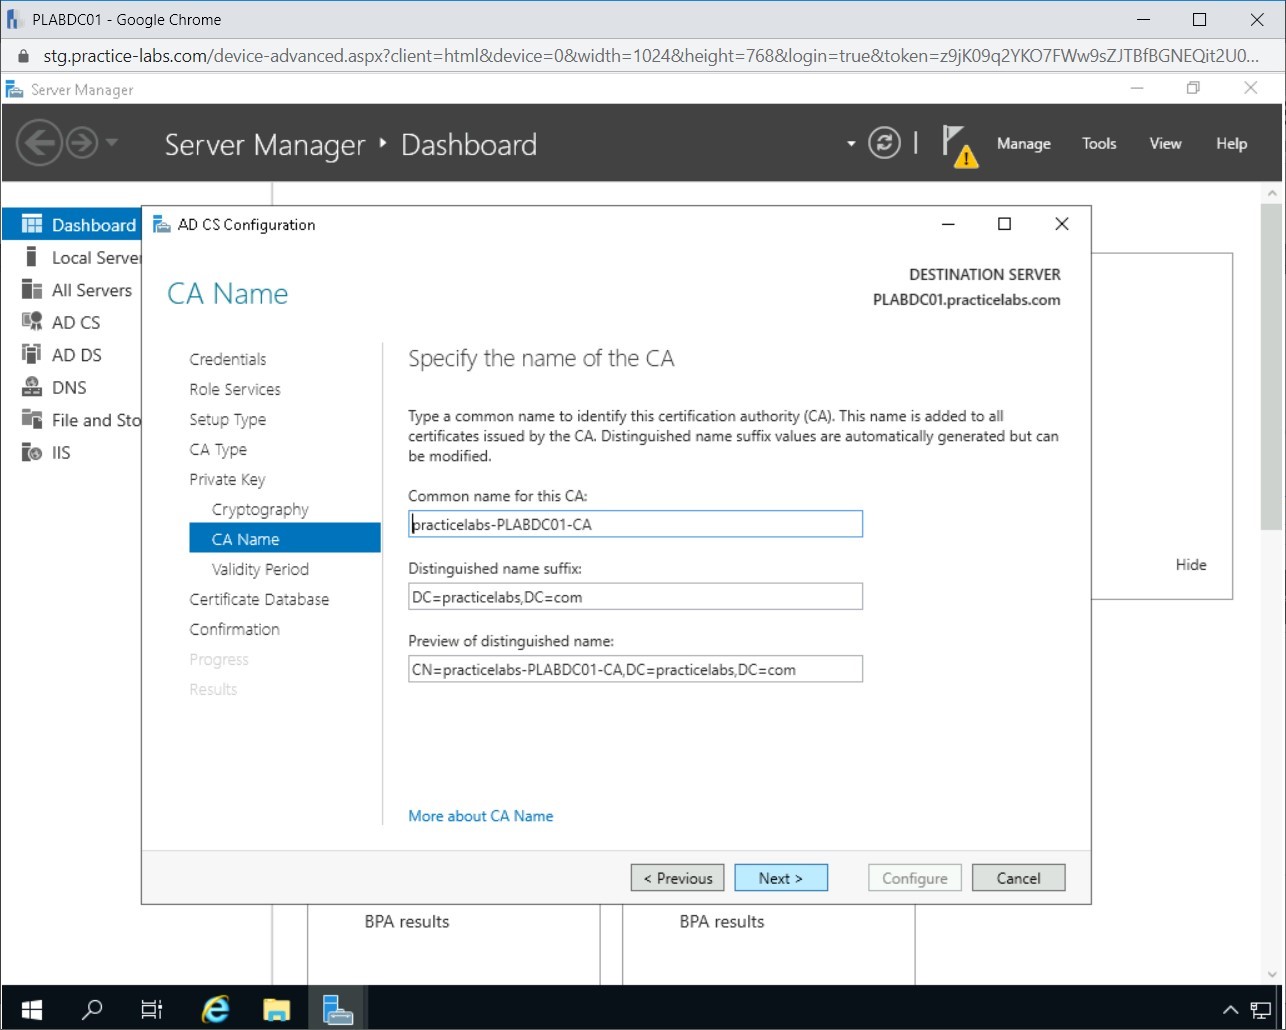 PLABDC01 - Google Chrome
stg.practice-labs.com/device-advanced.aspx?client=html&device=0&width=1024&height=768&login=true&token=z9jK09q2YKO7FWw9sZJTBfBGNEQit2U0...
Server Manager
Server Manager ‣ Dashboard
Manage Tools View Help
Dashboard
Local Server
All Servers
AD CS
AD DS
DNS
File and Sto
IIS
AD CS Configuration
CA Name
DESTINATION SERVER
PLABDC01.practicelabs.com
Credentials
Role Services
Setup Type
CA Type
Private Key
Cryptography
CA Name
Validity Period
Certificate Database
Confirmation
Progress
Results
Specify the name of the CA
Type a common name to identify this certification authority (CA). This name is added to all
certificates issued by the CA. Distinguished name suffix values are automatically generated but can
be modified.
Common name for this CA:
practicelabs-PLABDC01-CA
Distinguished name suffix:
DC=practicelabs,DC=com
Preview of distinguished name:
CN=practicelabs-PLABDC01-CA,DC=practicelabs,DC=com
More about CA Name
< Previous Next > Configure Cancel
Hide
BPA results BPA results